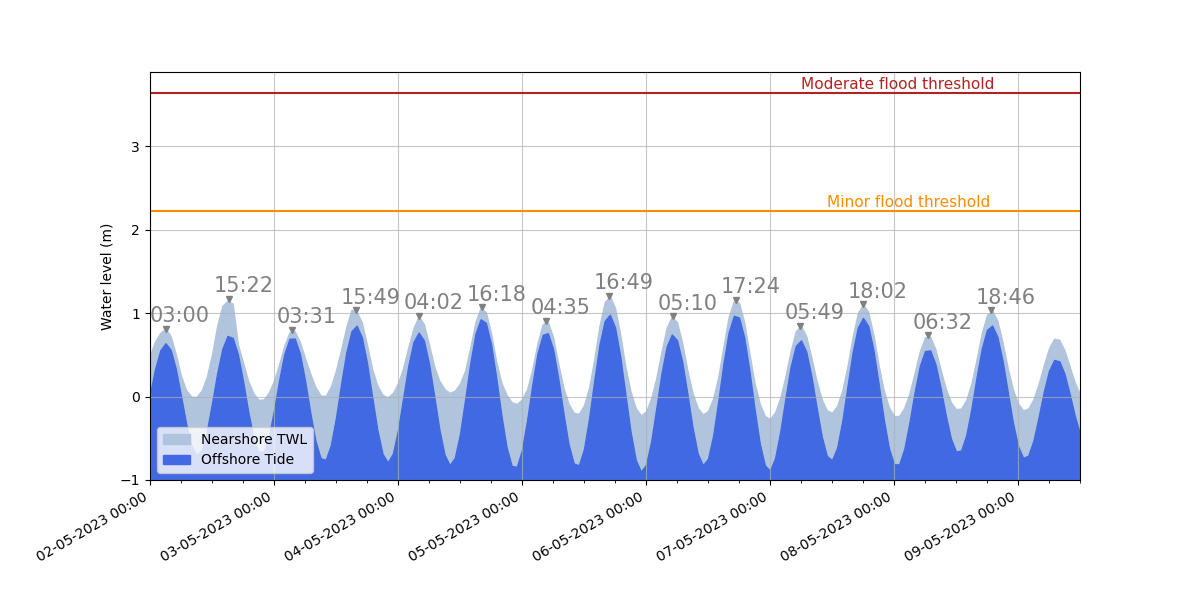 Moderate flood threshold
3
Minor flood threshold
2
Water level (m)
03:00 15:22 03:31 15:49 04:02 16:18 04:35 16:49 05:10 17:24 05:49 18:02 06:32 18:46
1
0
Nearshore TWL
Offshore Tide
−1
02-05-2023 00:00
03-05-2023 00:00
04-05-2023 00:00
05-05-2023 00:00
06-05-2023 00:00
07-05-2023 00:00
08-05-2023 00:00
09-05-2023 00:00